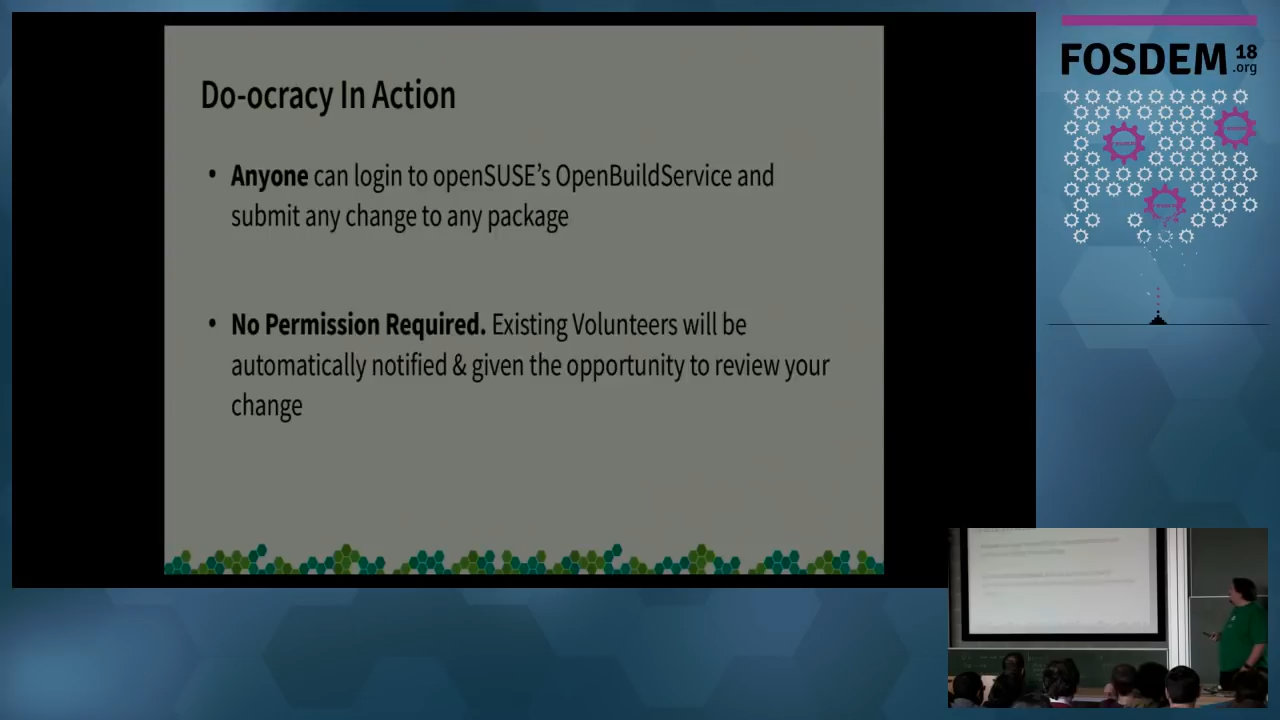 Do-ocracy In Action
• Anyone can login to openSUSE's OpenBuildService and
submit any change to any package
• No Permission Required. Existing Volunteers will be
automatically notified & given the opportunity to review your
change
FOSDEM 18
.org